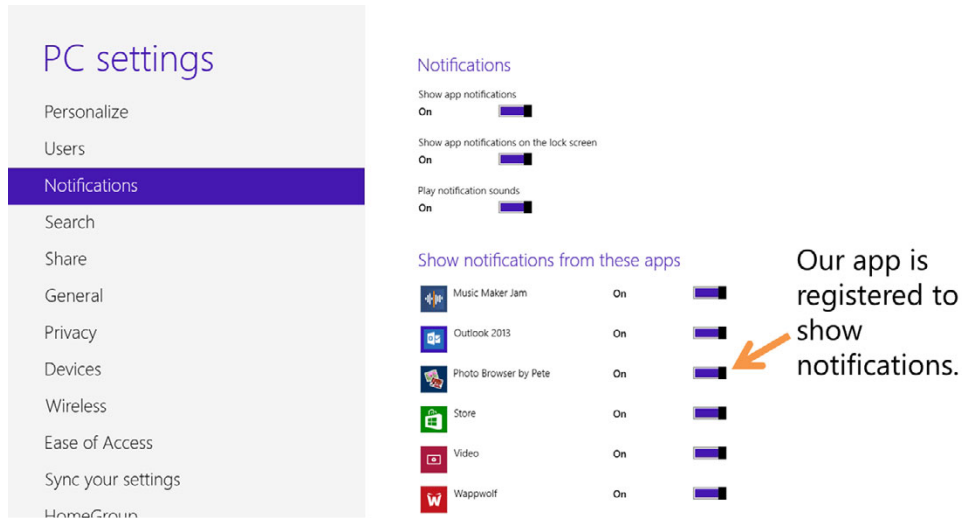 PC settings
Personalize
Users
Notifications
Search
Share
General
Privacy
Devices
Wireless
Ease of Access
Sync your settings
HomeGroup
Notifications
Show app notifications
On
Show app notifications on the lock screen
On
Play notification sounds
On
Show notifications from these apps
Music Maker Jam On
Outlook 2013 On
Photo Browser by Pete On
Store On
Video On
Wappwolf On
Our app is
registered to
show
notifications.